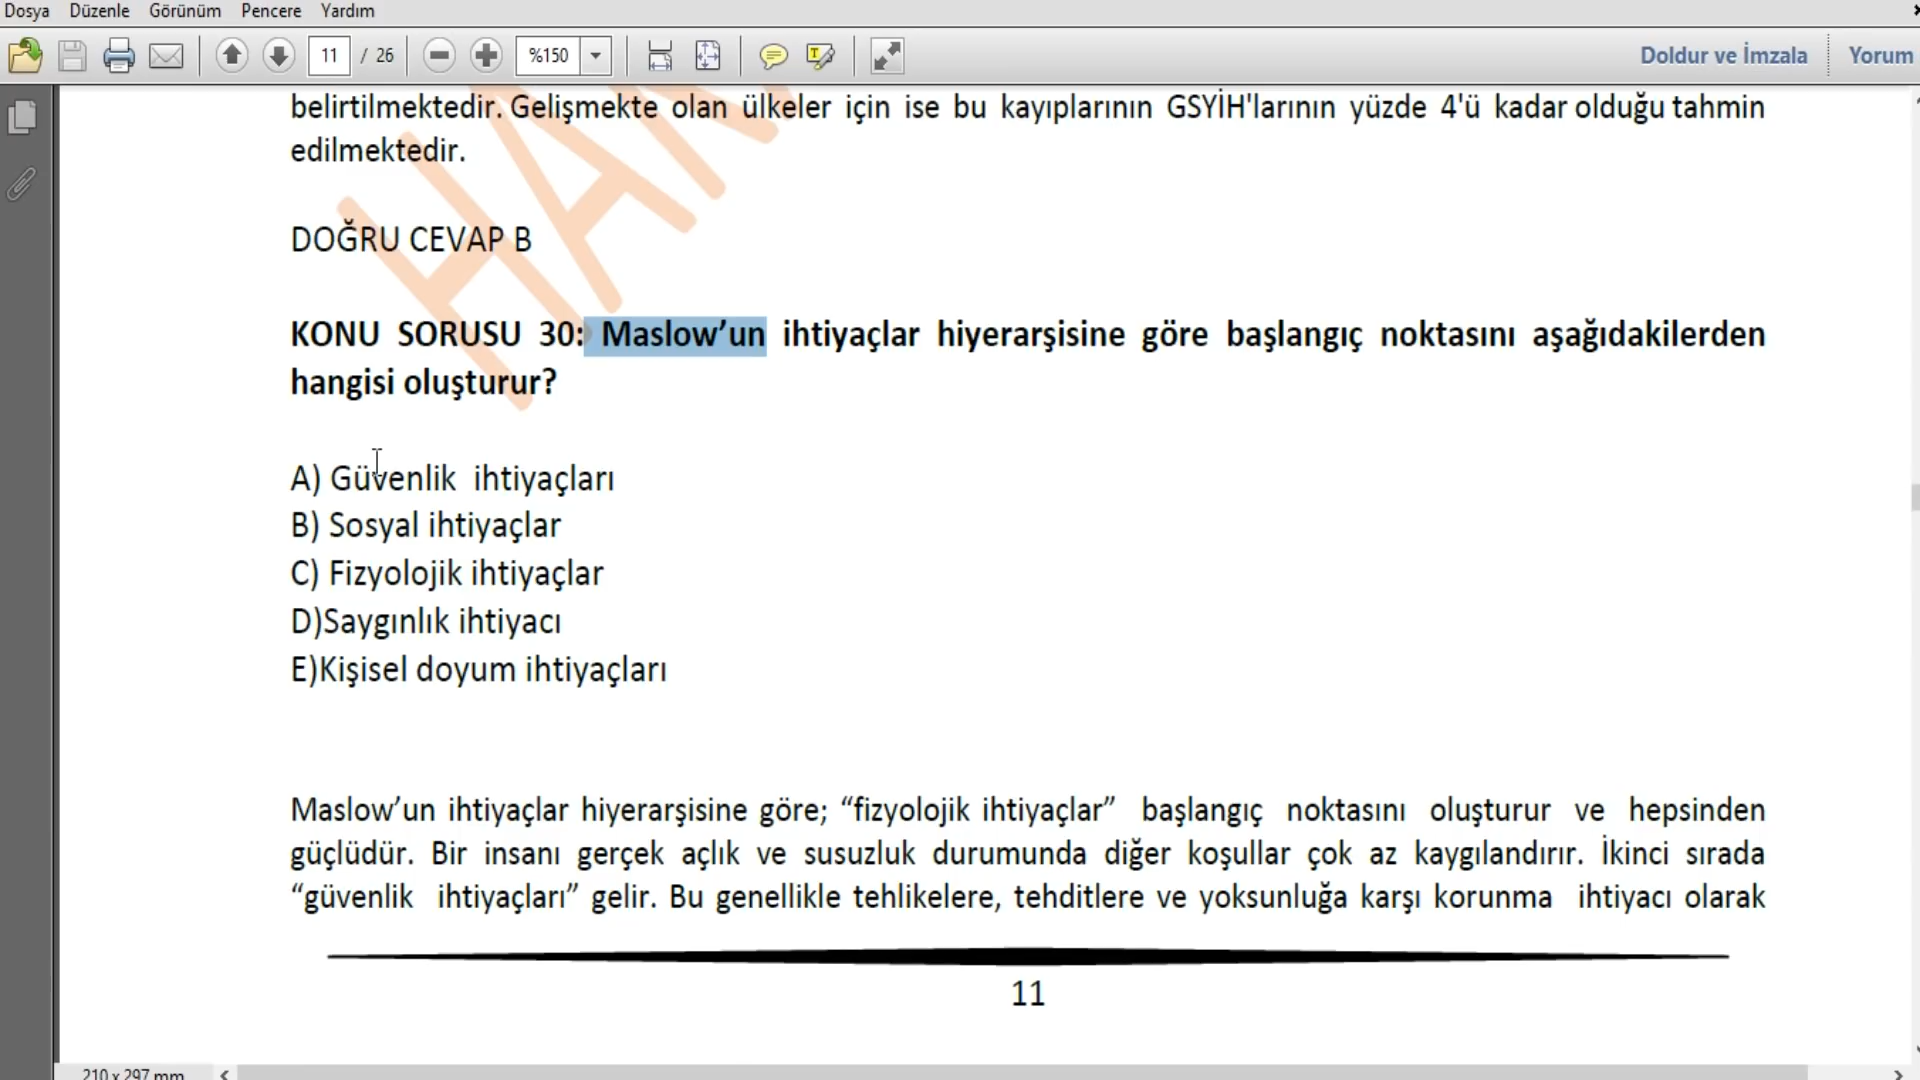 Dosya Düzenle Görünüm Pencere Yardım
11 / 26 %150 Doldur ve İmzala Yorum
belirtilmektedir. Gelişmekte olan ülkeler için ise bu kayıplarının GSYİH'larının yüzde 4'ü kadar olduğu tahmin
edilmektedir.
DOĞRU CEVAP B
KONU SORUSU 30: Maslow’un ihtiyaçlar hiyerarşisine göre başlangıç noktasını aşağıdakilerden
hangisi oluşturur?
A) Güvenlik ihtiyaçları
B) Sosyal ihtiyaçlar
C) Fizyolojik ihtiyaçlar
D)Saygınlık ihtiyacı
E)Kişisel doyum ihtiyaçları
Maslow’un ihtiyaçlar hiyerarşisine göre; “fizyolojik ihtiyaçlar” başlangıç noktasını oluşturur ve hepsinden
güçlüdür. Bir insanı gerçek açlık ve susuzluk durumunda diğer koşullar çok az kaygılandırır. İkinci sırada
“güvenlik ihtiyaçları” gelir. Bu genellikle tehlikelere, tehditlere ve yoksunluğa karşı korunma ihtiyacı olarak
11
210 x 297 mm